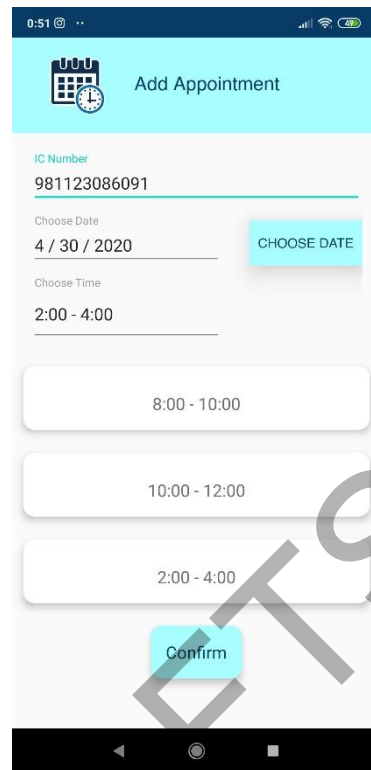 0:51
49
Add Appointment
IC Number
981123086091
Choose Date
4 / 30 / 2020
CHOOSE DATE
Choose Time
2:00 - 4:00
8:00 - 10:00
10:00 - 12:00
2:00 - 4:00
Confirm